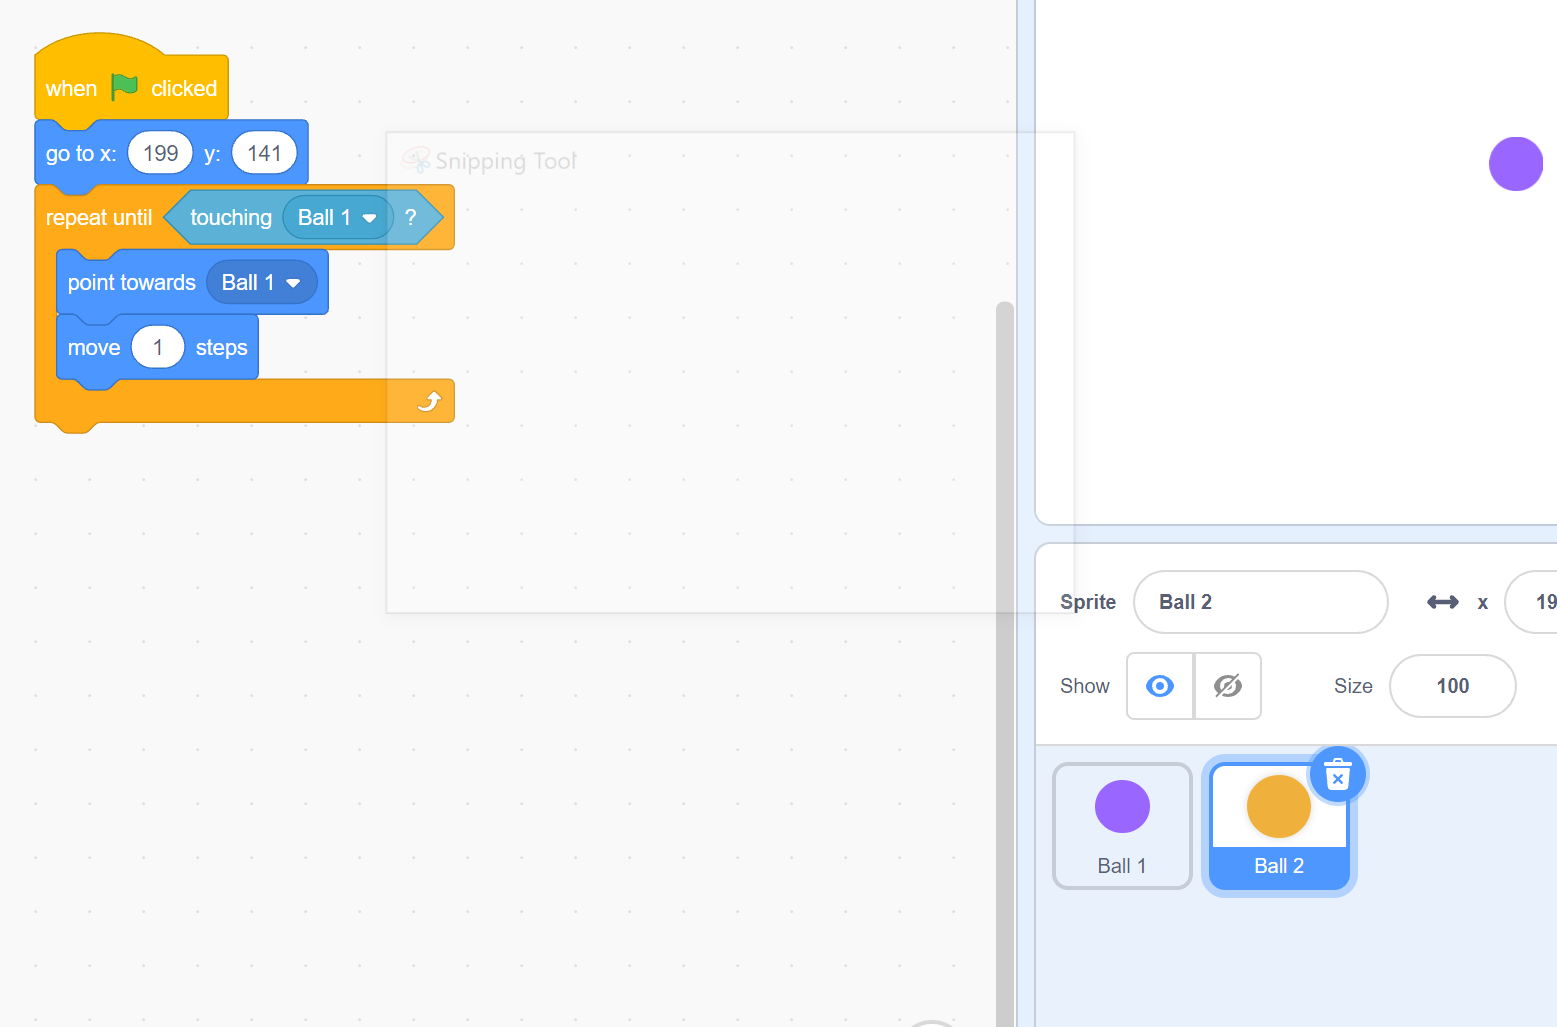 when clicked
go to x: 199 y: 141
Snipping Tool
repeat until touching Ball 1 ?
point towards Ball 1
move 1 steps
Sprite Ball 2 x 19
Show Size 100
Ball 1 Ball 2